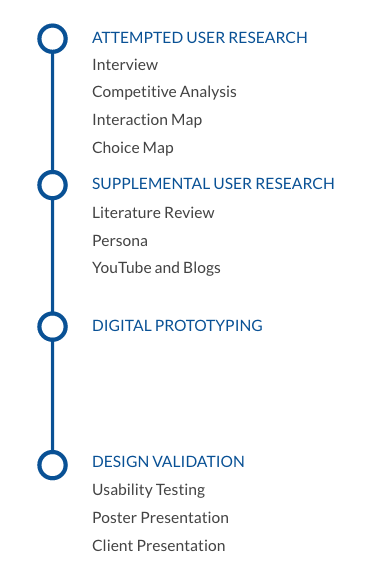 ATTEMPTED USER RESEARCH
Interview
Competitive Analysis
Interaction Map
Choice Map
SUPPLEMENTAL USER RESEARCH
Literature Review
Persona
YouTube and Blogs
DIGITAL PROTOTYPING
DESIGN VALIDATION
Usability Testing
Poster Presentation
Client Presentation